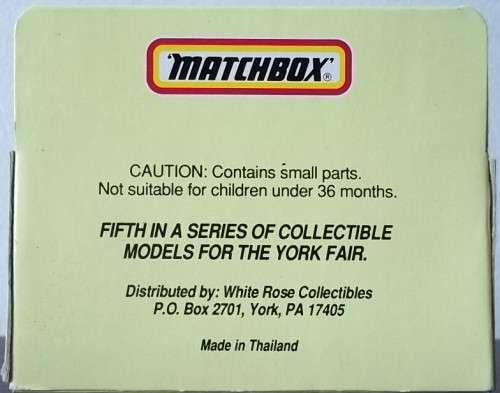 'MATCHBOX'®
CAUTION: Contains small parts.
Not suitable for children under 36 months.
FIFTH IN A SERIES OF COLLECTIBLE
MODELS FOR THE YORK FAIR.
Distributed by: White Rose Collectibles
P.O. Box 2701, York, PA 17405
Made in Thailand